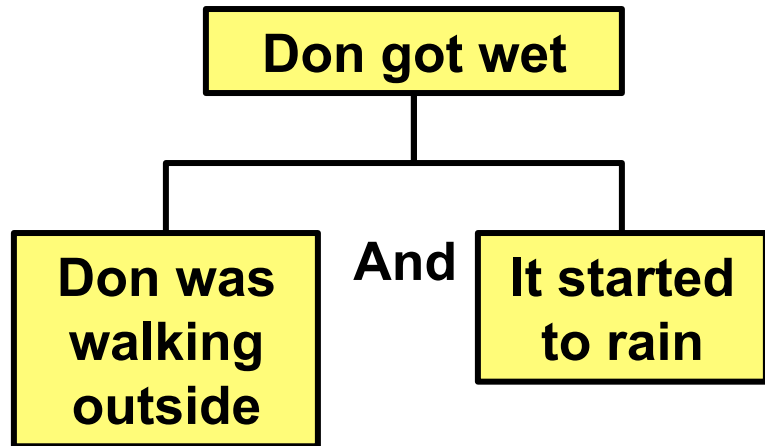 Don got wet
Don was
walking
outside
And
It started
to rain